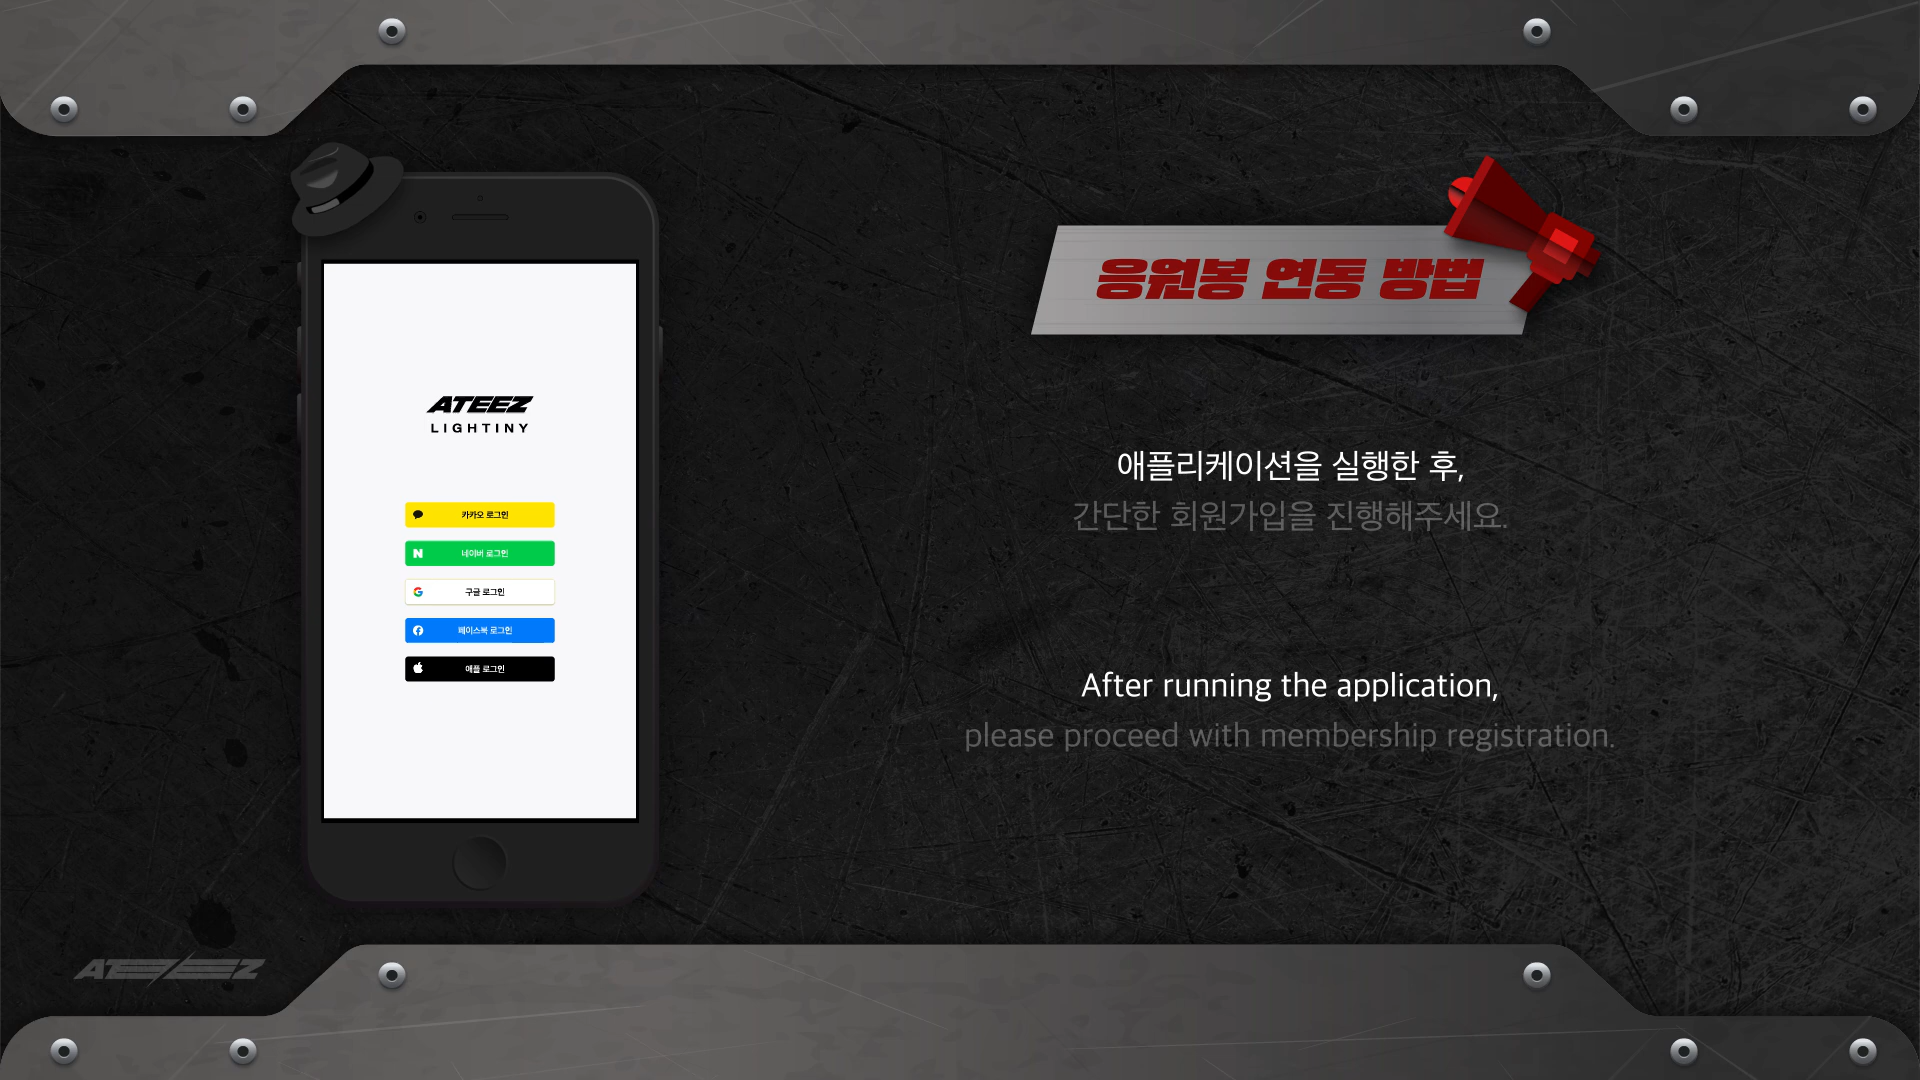 ATEEZ
LIGHTINY
카카오 로그인
네이버 로그인
구글 로그인
페이스북 로그인
애플 로그인
응원봉 연동 방법
애플리케이션을 실행한 후,
간단한 회원가입을 진행해주세요.
After running the application,
please proceed with membership registration.
ATEEZ